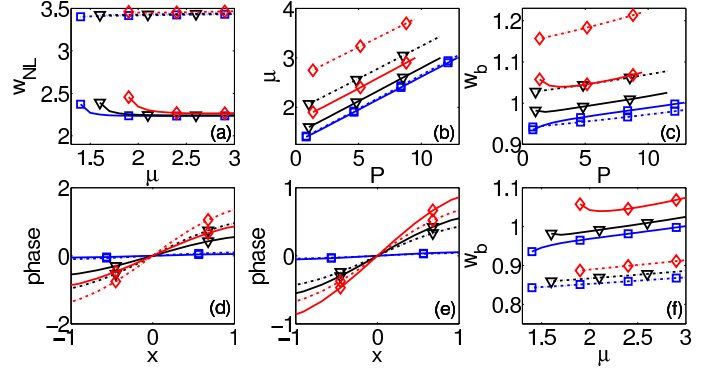 3.5
3
2.5
2
w_NL
1.5 2 2.5 3
μ
(a)
4
3
2
μ
0 5 10
P
(b)
1.2
1.1
1
0.9
w_b
0 5 10
P
(c)
2
0
-2
phase
-1 0 1
x
(d)
1
0
-1
phase
-1 0 1
x
(e)
1.1
1
0.9
0.8
w_b
1.5 2 2.5 3
μ
(f)